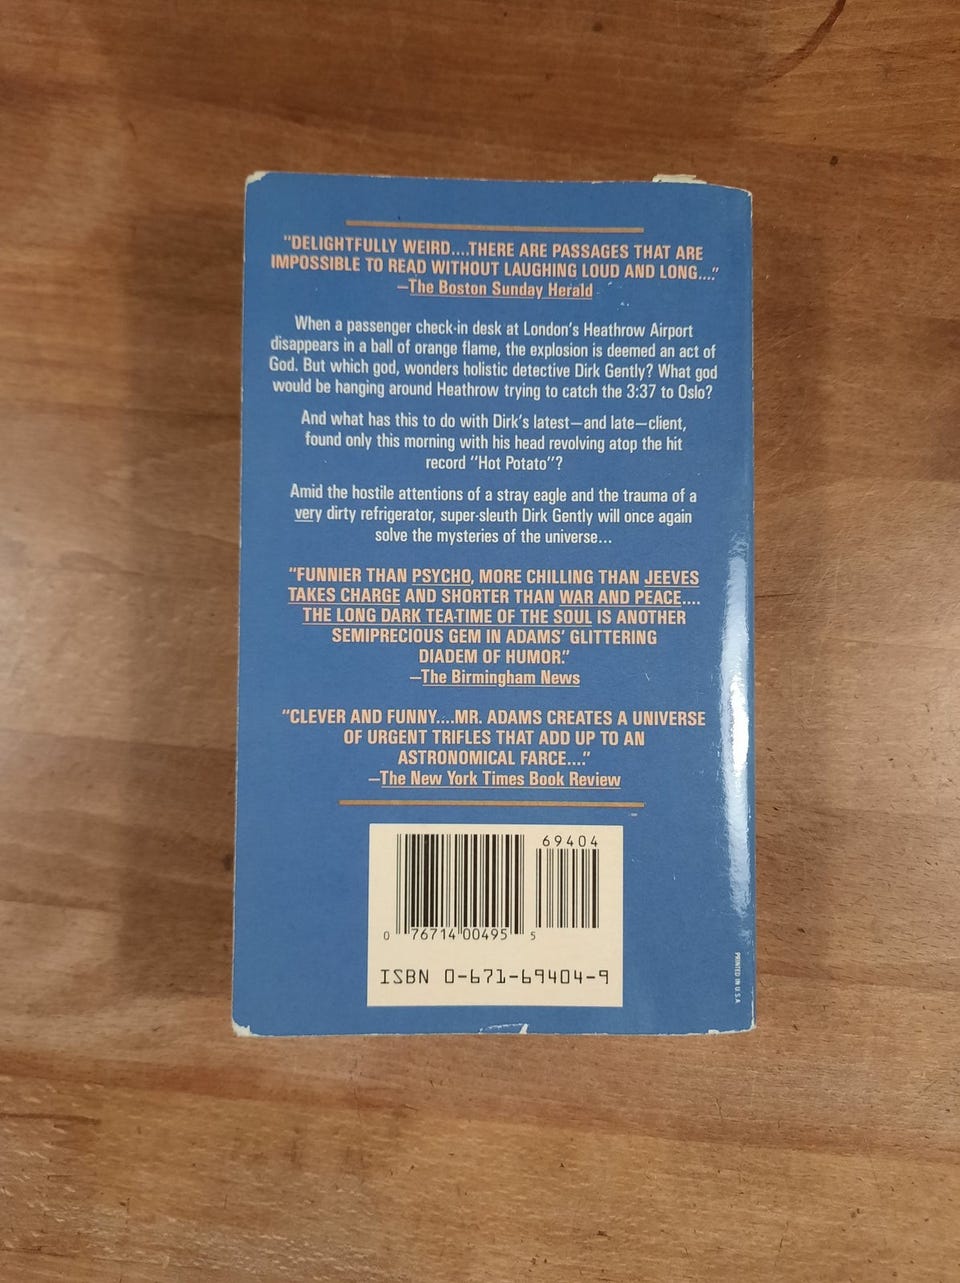 "DELIGHTFULLY WEIRD....THERE ARE PASSAGES THAT ARE
IMPOSSIBLE TO READ WITHOUT LAUGHING LOUD AND LONG...."
—The Boston Sunday Herald
When a passenger check-in desk at London's Heathrow Airport
disappears in a ball of orange flame, the explosion is deemed an act of
God. But which god, wonders holistic detective Dirk Gently? What god
would be hanging around Heathrow trying to catch the 3:37 to Oslo?
And what has this to do with Dirk's latest—and late—client,
found only this morning with his head revolving atop the hit
record "Hot Potato"?
Amid the hostile attentions of a stray eagle and the trauma of a
very dirty refrigerator, super-sleuth Dirk Gently will once again
solve the mysteries of the universe...
"FUNNIER THAN PSYCHO, MORE CHILLING THAN JEEVES
TAKES CHARGE AND SHORTER THAN WAR AND PEACE....
THE LONG DARK TEA-TIME OF THE SOUL IS ANOTHER
SEMIPRECIOUS GEM IN ADAMS' GLITTERING
DIADEM OF HUMOR."
—The Birmingham News
"CLEVER AND FUNNY....MR. ADAMS CREATES A UNIVERSE
OF URGENT TRIFLES THAT ADD UP TO AN
ASTRONOMICAL FARCE...."
—The New York Times Book Review
69404
0 76714 00495 5
ISBN 0-671-69404-9
PRINTED IN U.S.A.